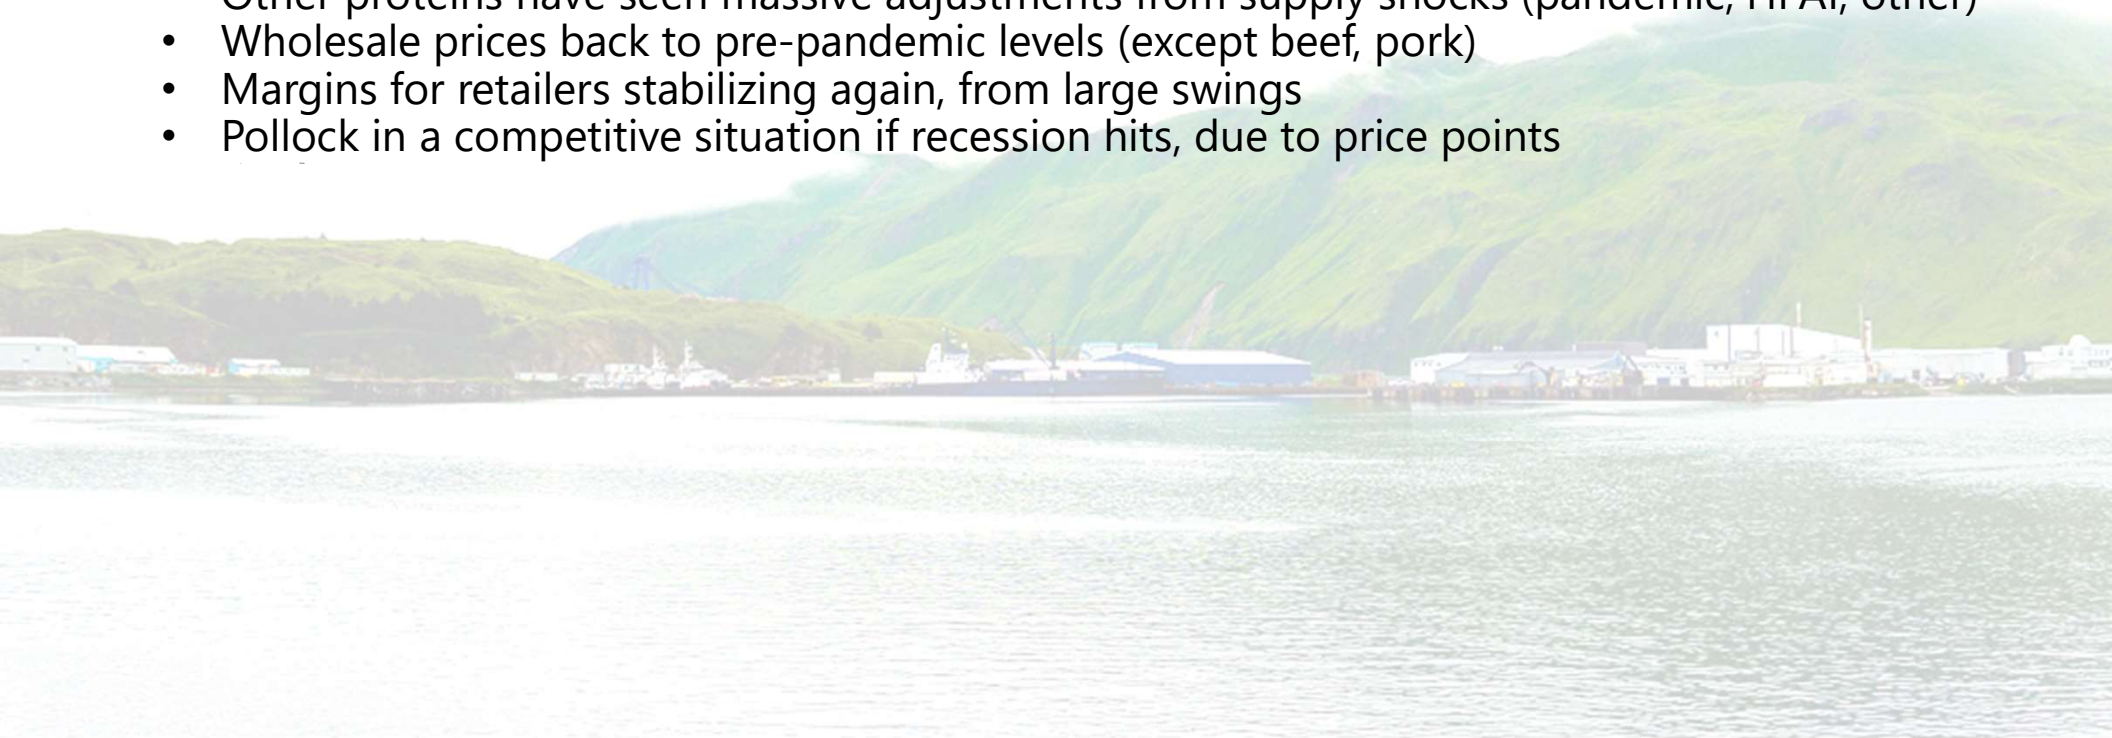 Other proteins have seen massive adjustments from supply shocks (pandemic, HPAI, other)
• Wholesale prices back to pre-pandemic levels (except beef, pork)
• Margins for retailers stabilizing again, from large swings
• Pollock in a competitive situation if recession hits, due to price points